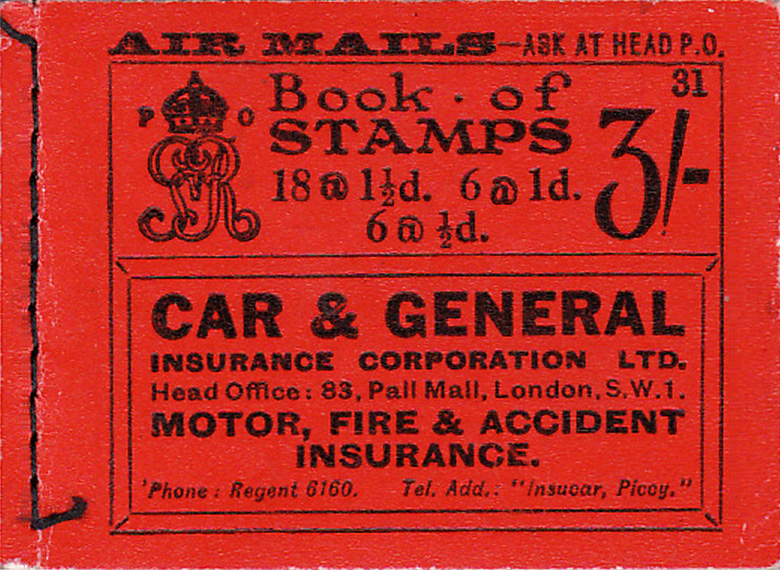 AIR MAILS—ASK AT HEAD P.O.
31
P GR O
Book · of
STAMPS
3/-
18 @ 1½d. 6 @ 1d.
6 @ ½d.
CAR & GENERAL
INSURANCE CORPORATION LTD.
Head Office: 83, Pall Mall, London, S.W.1.
MOTOR, FIRE & ACCIDENT
INSURANCE.
'Phone: Regent 6160. Tel. Add.: "Insucar, Piccy."